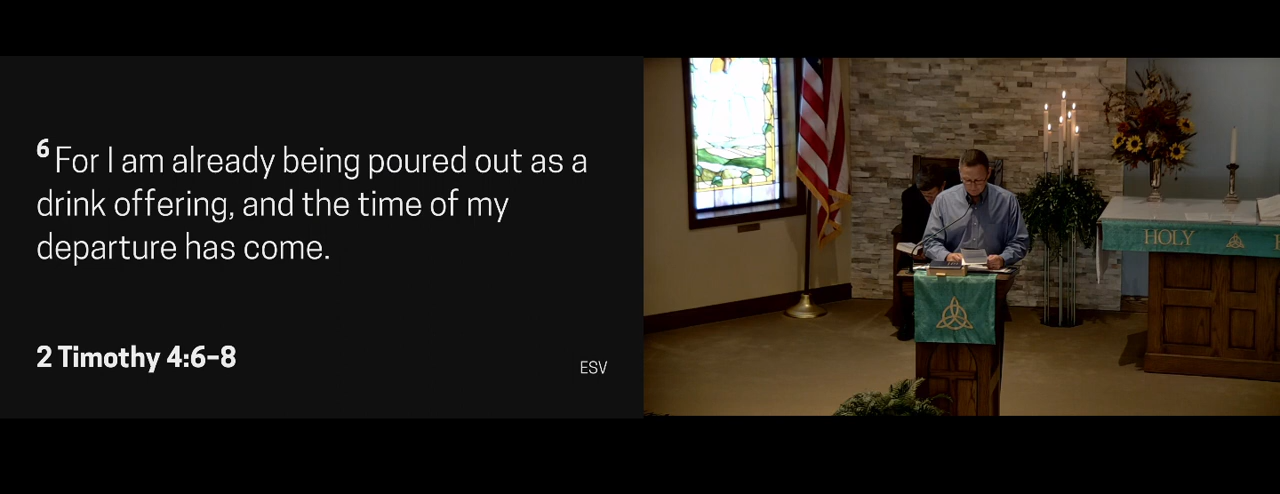 6 For I am already being poured out as a
drink offering, and the time of my
departure has come.
2 Timothy 4:6–8
ESV
HOLY